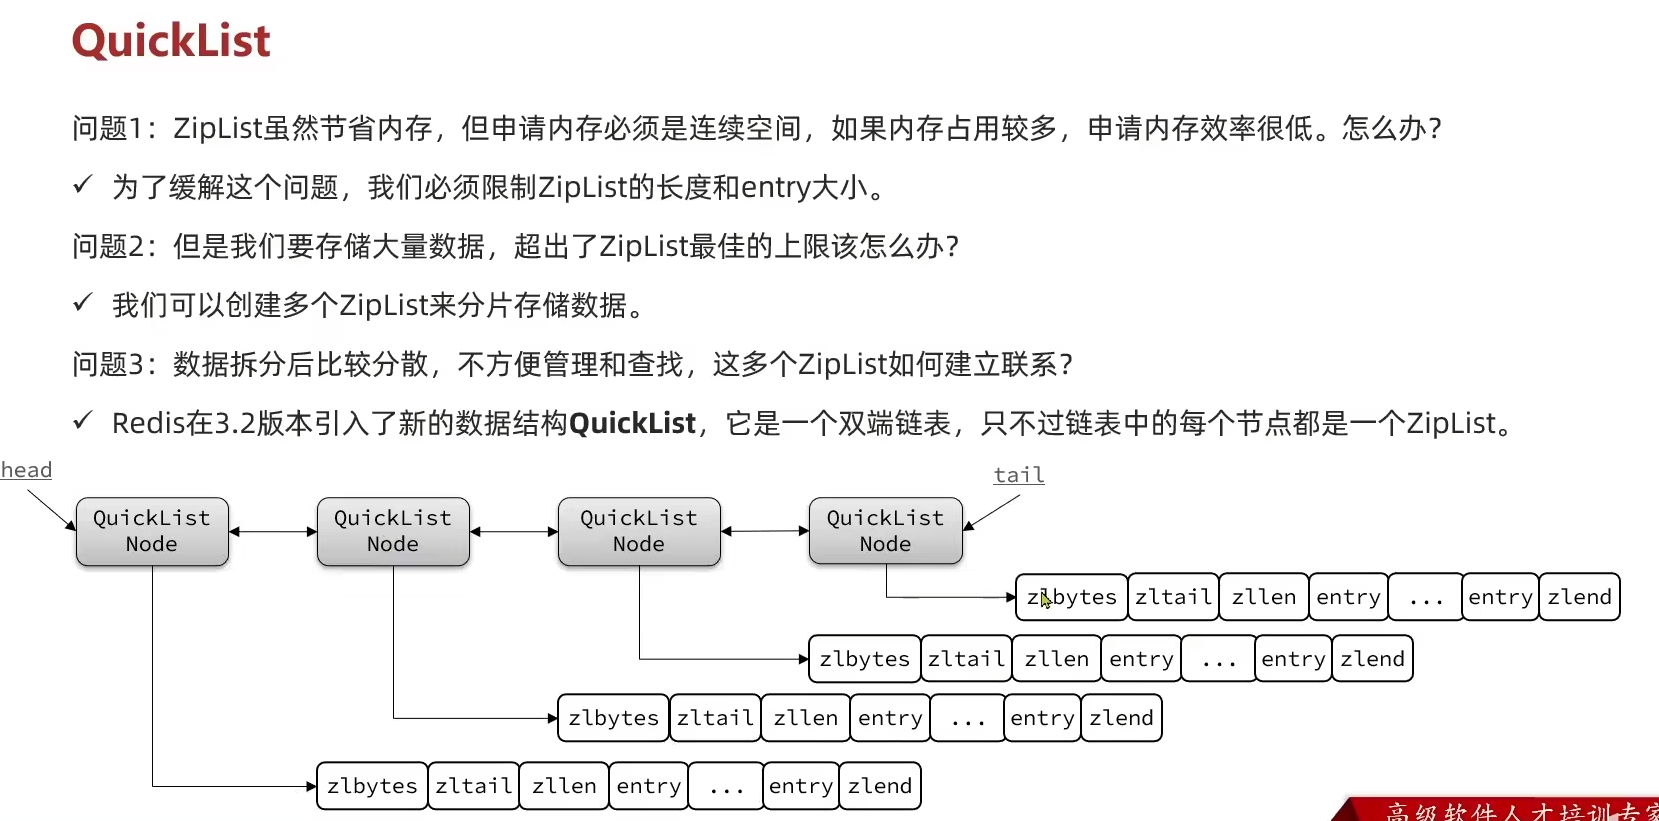 QuickList
问题1：ZipList虽然节省内存，但申请内存必须是连续空间，如果内存占用较多，申请内存效率很低。怎么办？
✓ 为了缓解这个问题，我们必须限制ZipList的长度和entry大小。
问题2：但是我们要存储大量数据，超出了ZipList最佳的上限该怎么办？
✓ 我们可以创建多个ZipList来分片存储数据。
问题3：数据拆分后比较分散，不方便管理和查找，这多个ZipList如何建立联系？
✓ Redis在3.2版本引入了新的数据结构QuickList，它是一个双端链表，只不过链表中的每个节点都是一个ZipList。
head
tail
QuickList
Node
QuickList
Node
QuickList
Node
QuickList
Node
zlbytes zltail zllen entry ... entry zlend
zlbytes zltail zllen entry ... entry zlend
zlbytes zltail zllen entry ... entry zlend
zlbytes zltail zllen entry ... entry zlend
高级软件人才培训专家